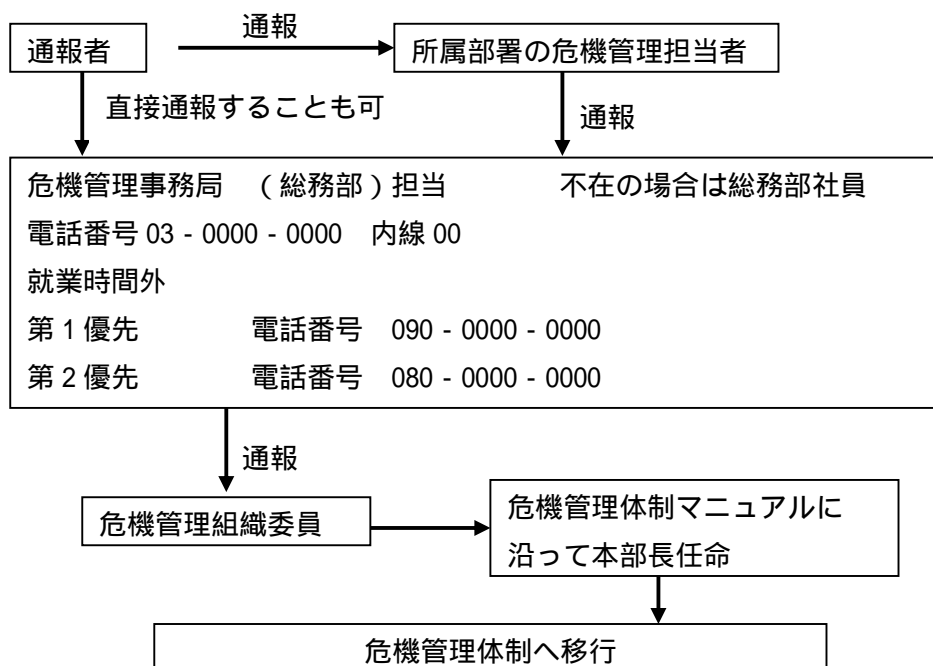 通報
通報者
所属部署の危機管理担当者
直接通報することも可
通報
危機管理事務局 (総務部)担当 不在の場合は総務部社員
電話番号 03 - 0000 - 0000 内線 00
就業時間外
第1優先 電話番号 090 - 0000 - 0000
第2優先 電話番号 080 - 0000 - 0000
通報
危機管理組織委員
危機管理体制マニュアルに
沿って本部長任命
危機管理体制へ移行